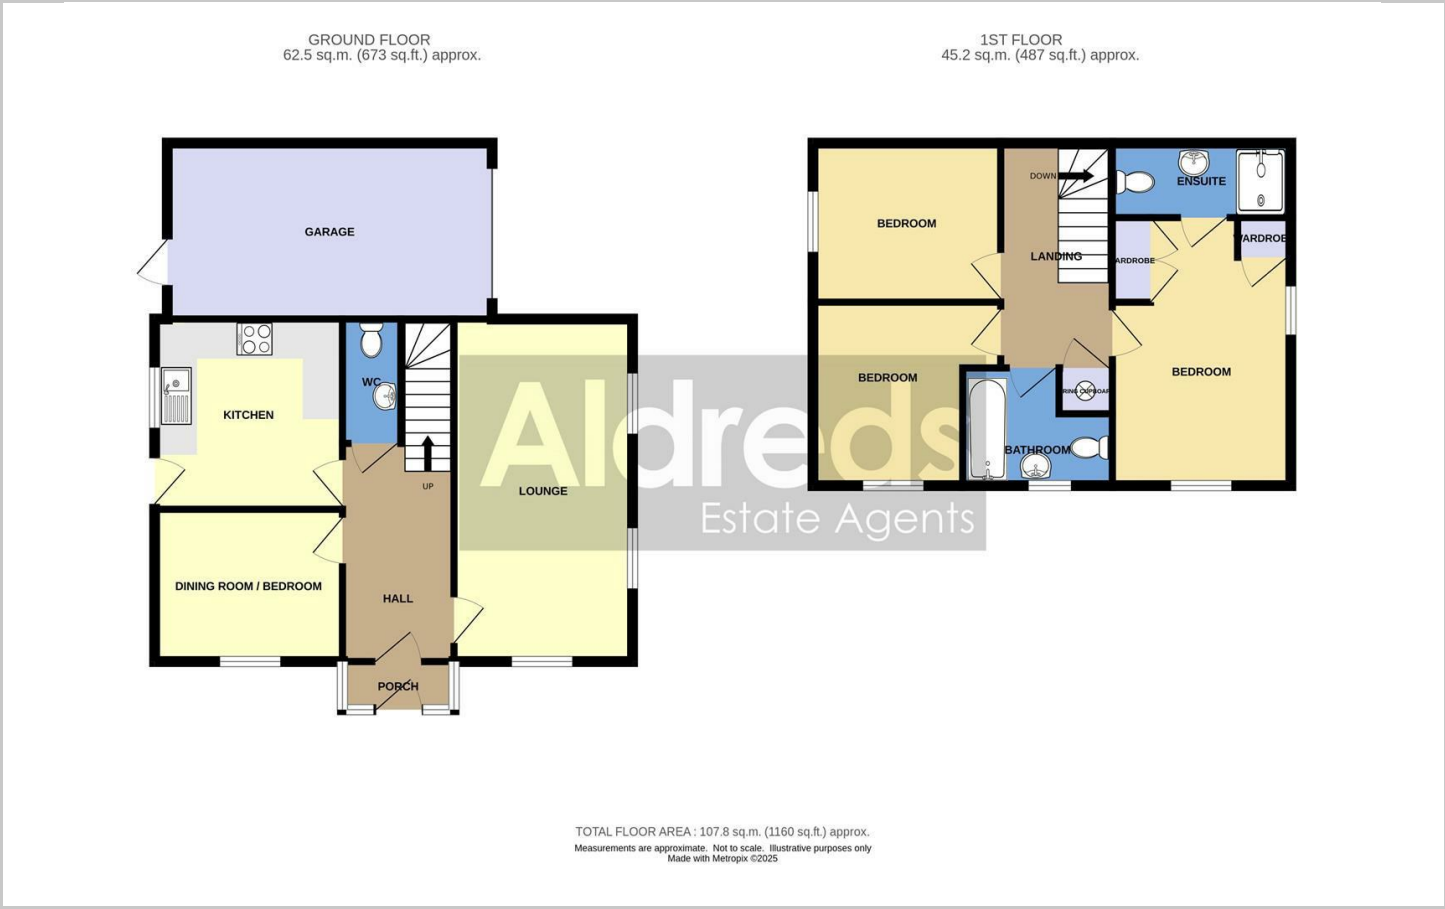 GROUND FLOOR
62.5 sq.m. (673 sq.ft.) approx.
1ST FLOOR
45.2 sq.m. (487 sq.ft.) approx.
GARAGE
KITCHEN
WC
UP
LOUNGE
DINING ROOM / BEDROOM
HALL
PORCH
BEDROOM
DOWN
LANDING
ENSUITE
WARDROBE
ARDROBE
BEDROOM
BEDROOM
RING CUPBOAR
BATHROOM
Aldreds
Estate Agents
TOTAL FLOOR AREA : 107.8 sq.m. (1160 sq.ft.) approx.
Measurements are approximate. Not to scale. Illustrative purposes only
Made with Metropix ©2025